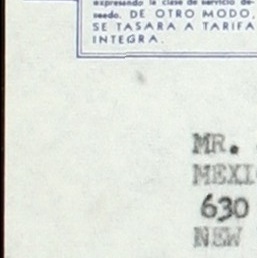 expresando la clase de servicio de-
seado. DE OTRO MODO,
SE TASARA A TARIFA
INTEGRA.
MR.
MEXI
630
NEW